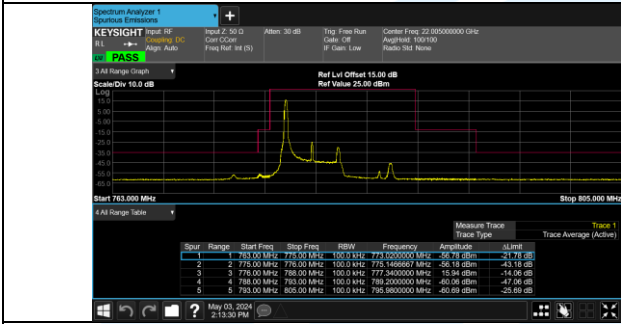 Spectrum Analyzer 1
Spurious Emissions
+
KEYSIGHT Input: RF Input Z: 50 Ω Atten: 30 dB Trig: Free Run Center Freq: 22.005000000 GHz
R L Coupling: DC Corr CCorr Gate: Off Avg|Hold: 100/100
Align: Auto Freq Ref: Int (S) IF Gain: Low Radio Std: None
PASS
3 All Range Graph
Ref Lvl Offset 15.00 dB
Scale/Div 10.0 dB Ref Value 25.00 dBm
Log
15.0
5.00
-5.00
-15.0
-25.0
-35.0
-45.0
-55.0
-65.0
Start 763.000 MHz Stop 805.000 MHz
4 All Range Table
Measure Trace Trace 1
Trace Type Trace Average (Active)
Spur Range Start Freq Stop Freq RBW Frequency Amplitude ΔLimit
1 1 763.00 MHz 775.00 MHz 100.0 kHz 773.0200000 MHz -56.78 dBm -21.78 dB
2 2 775.00 MHz 776.00 MHz 100.0 kHz 775.1466667 MHz -56.18 dBm -43.18 dB
3 3 776.00 MHz 788.00 MHz 100.0 kHz 777.3400000 MHz 15.94 dBm -14.06 dB
4 4 788.00 MHz 793.00 MHz 100.0 kHz 789.2000000 MHz -60.06 dBm -47.06 dB
5 5 793.00 MHz 805.00 MHz 100.0 kHz 795.9800000 MHz -60.69 dBm -25.69 dB
?
May 03, 2024
2:13:30 PM